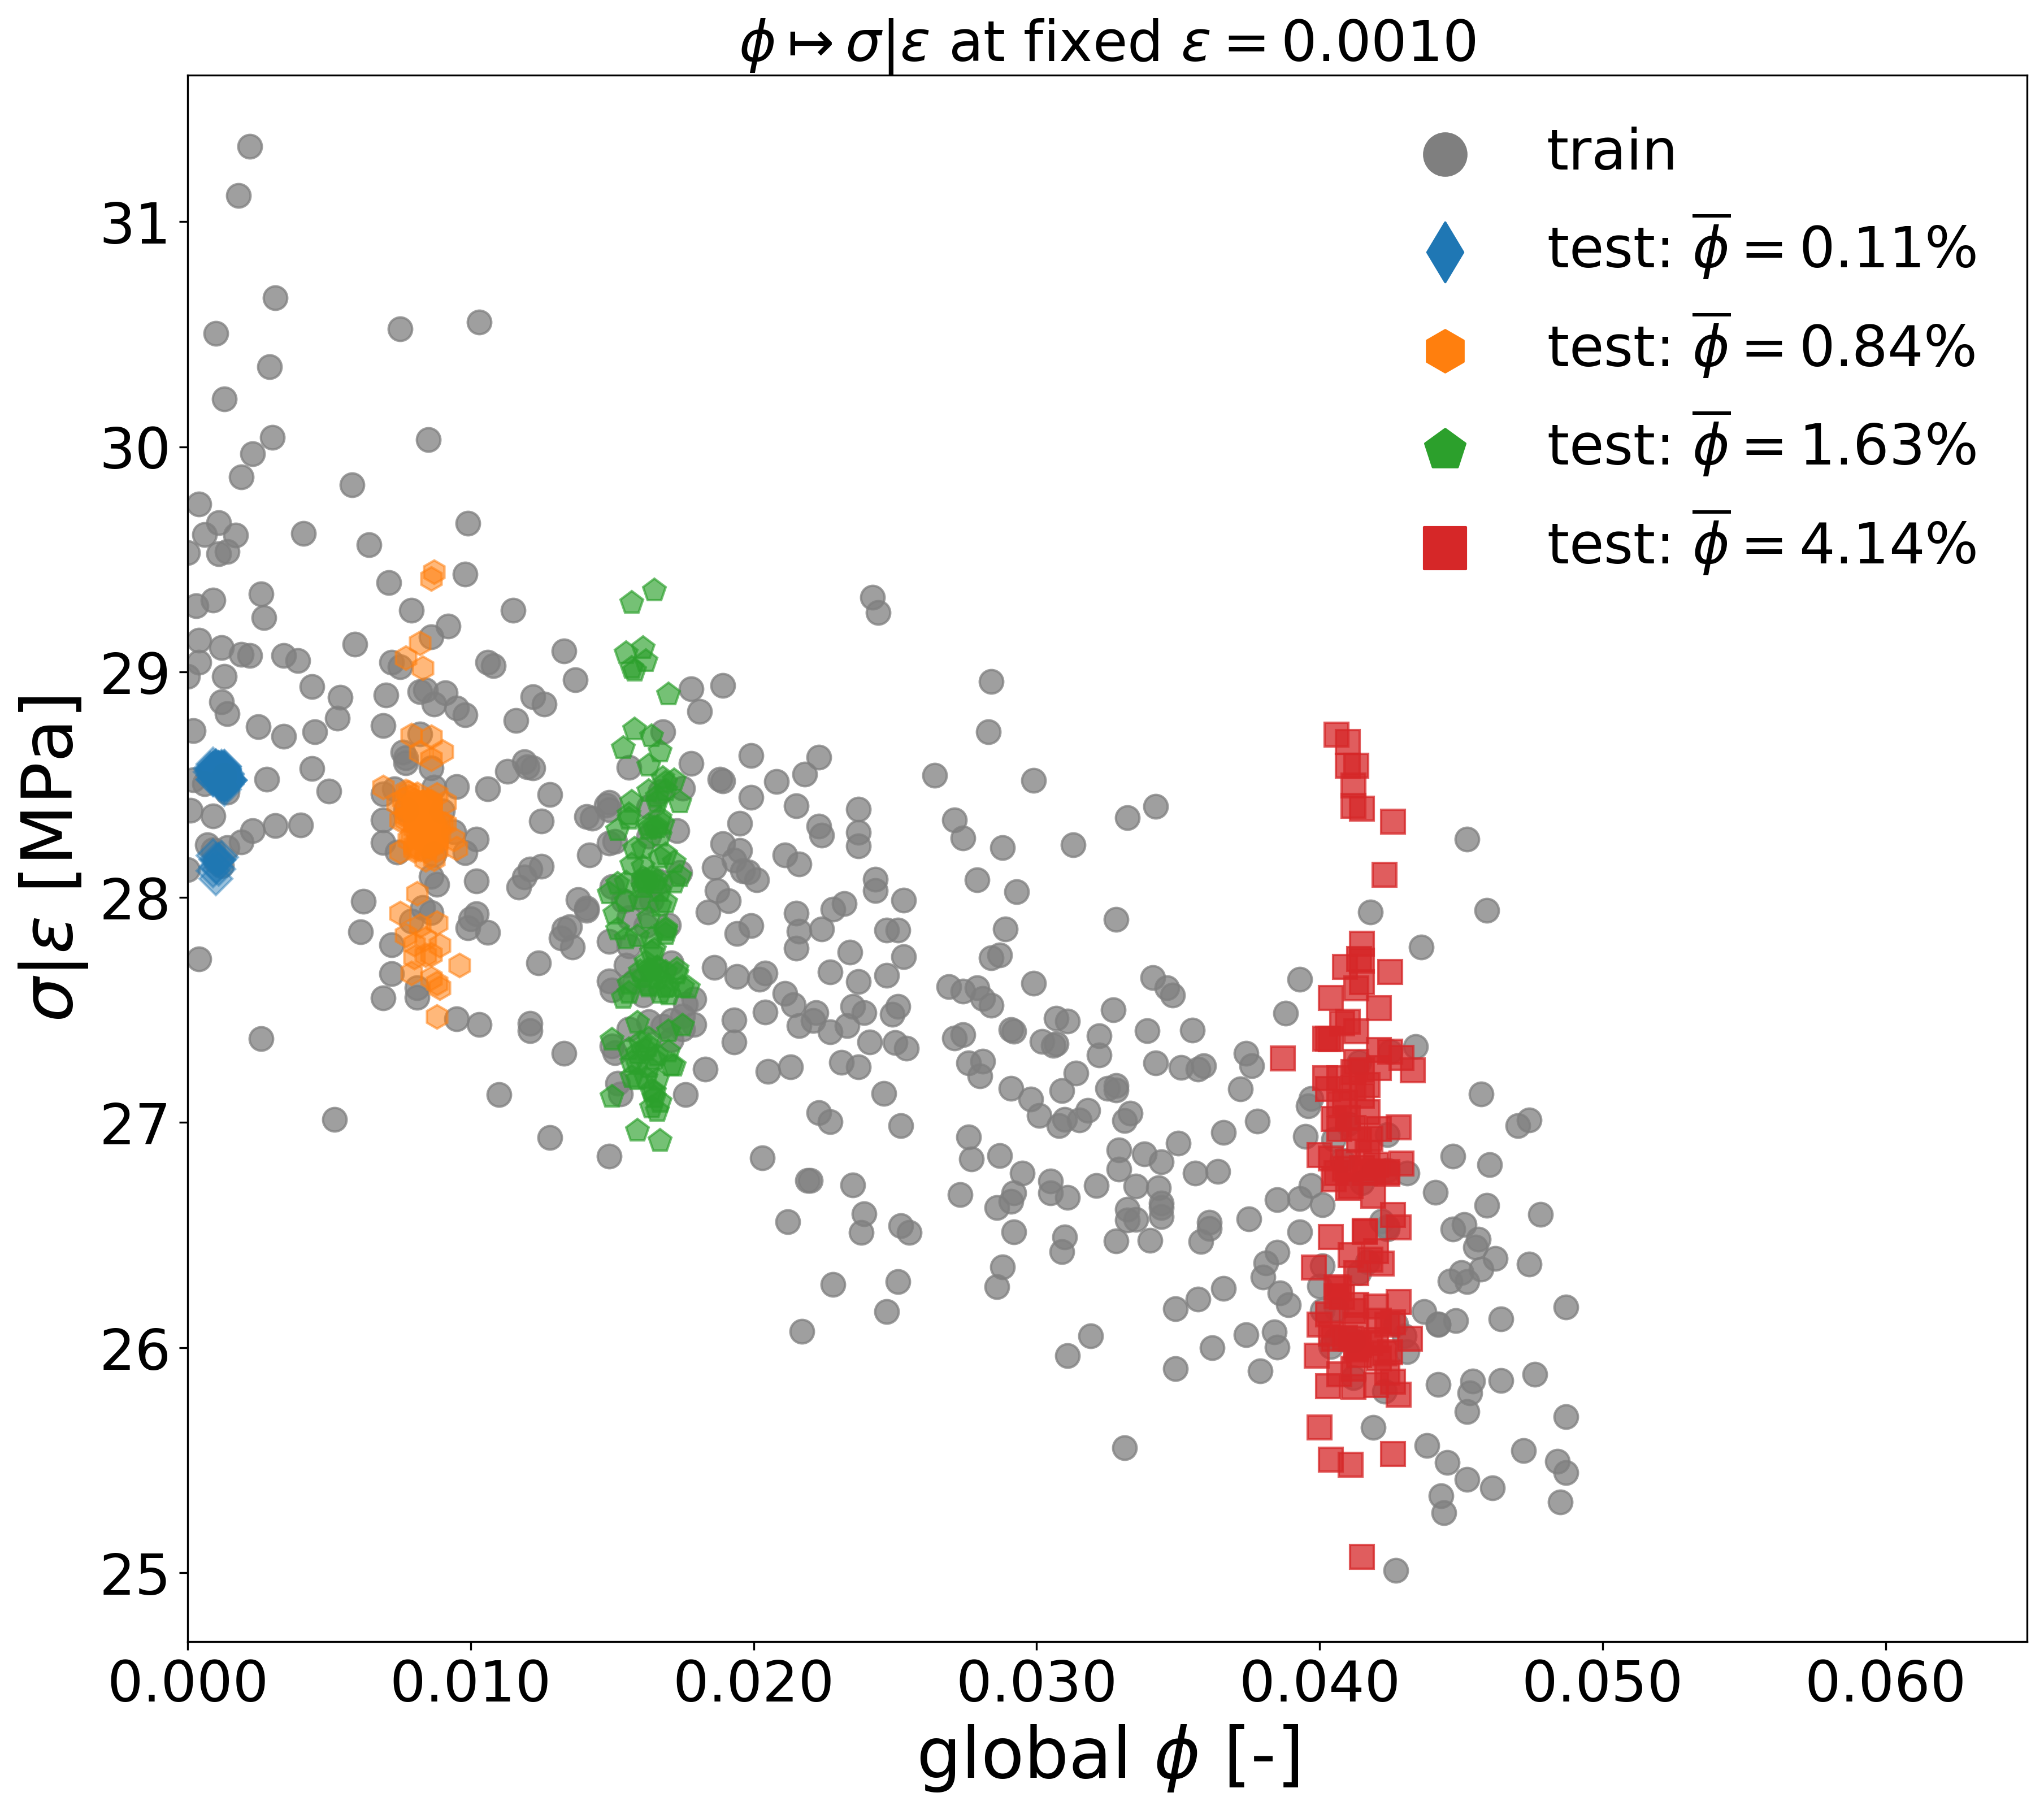 ϕ ↦ σ|ε at fixed ε = 0.0010
train
test: ϕ̅ = 0.11%
test: ϕ̅ = 0.84%
test: ϕ̅ = 1.63%
test: ϕ̅ = 4.14%
σ|ε [MPa]
31
30
29
28
27
26
25
0.000 0.010 0.020 0.030 0.040 0.050 0.060
global ϕ [-]